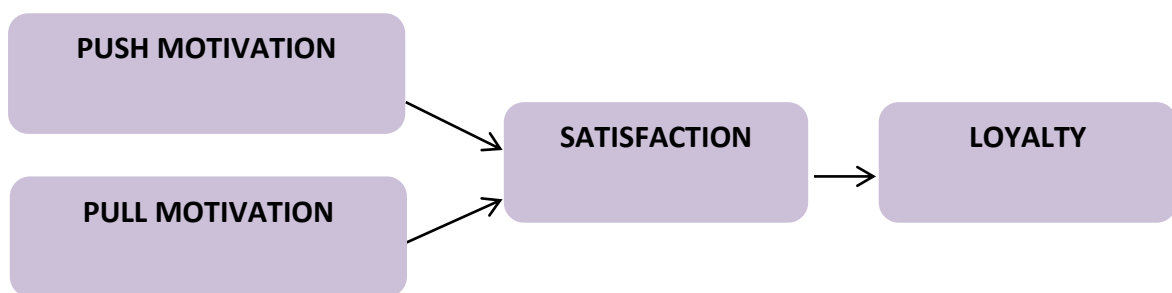 PUSH MOTIVATION
PULL MOTIVATION
SATISFACTION
LOYALTY